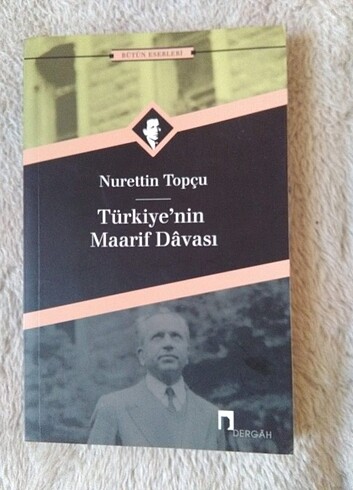 BÜTÜN ESERLERİ
Nurettin Topçu
Türkiye'nin
Maarif Dâvası
DERGÂH